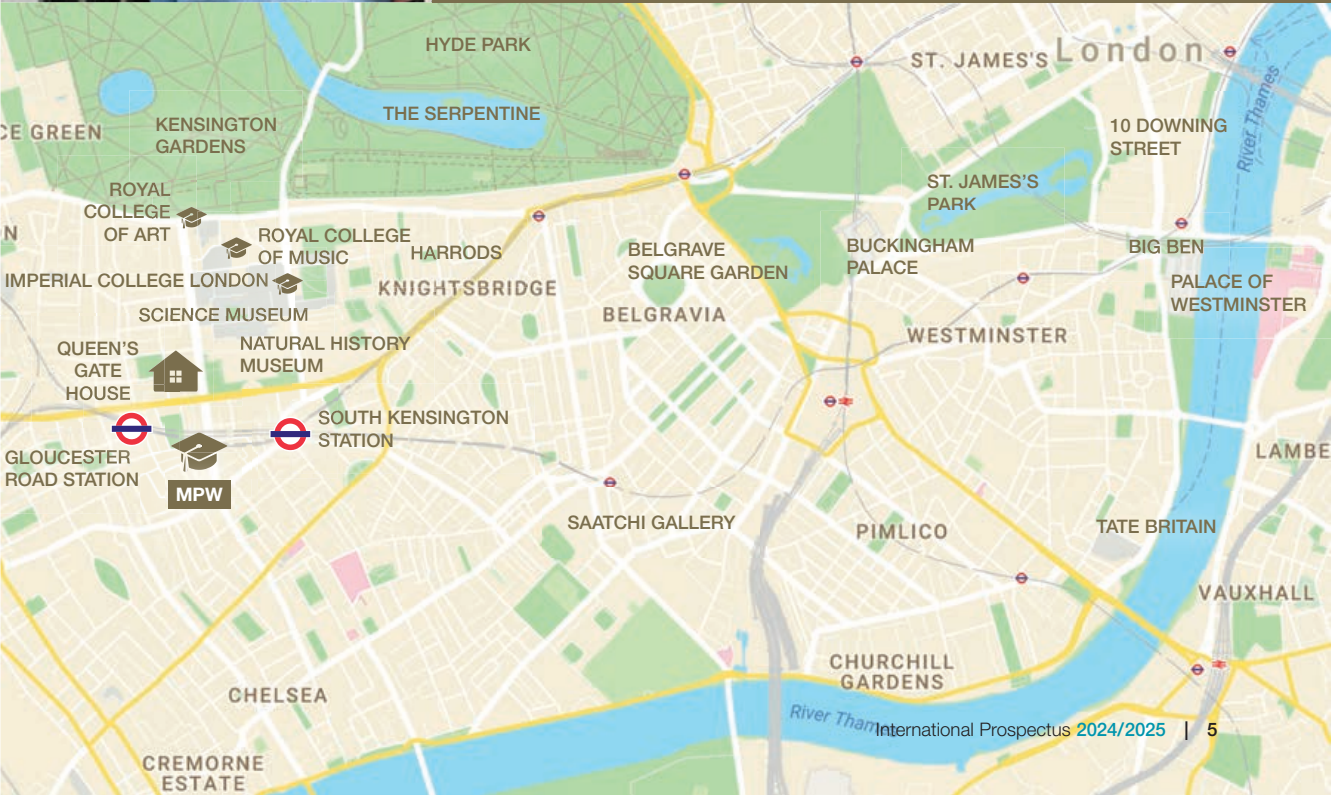 HYDE PARK
ST. JAMES'S
London
THE SERPENTINE
KENSINGTON
GARDENS
CE GREEN
10 DOWNING
STREET
River Thames
ROYAL
COLLEGE
OF ART
ST. JAMES'S
PARK
N
ROYAL COLLEGE
OF MUSIC
HARRODS
BELGRAVE
SQUARE GARDEN
BUCKINGHAM
PALACE
BIG BEN
IMPERIAL COLLEGE LONDON
KNIGHTSBRIDGE
PALACE OF
WESTMINSTER
SCIENCE MUSEUM
BELGRAVIA
WESTMINSTER
QUEEN'S
GATE
HOUSE
NATURAL HISTORY
MUSEUM
SOUTH KENSINGTON
STATION
GLOUCESTER
ROAD STATION
LAMBE
MPW
SAATCHI GALLERY
PIMLICO
TATE BRITAIN
VAUXHALL
CHURCHILL
GARDENS
CHELSEA
River Thames
International Prospectus 2024/2025 | 5
CREMORNE
ESTATE